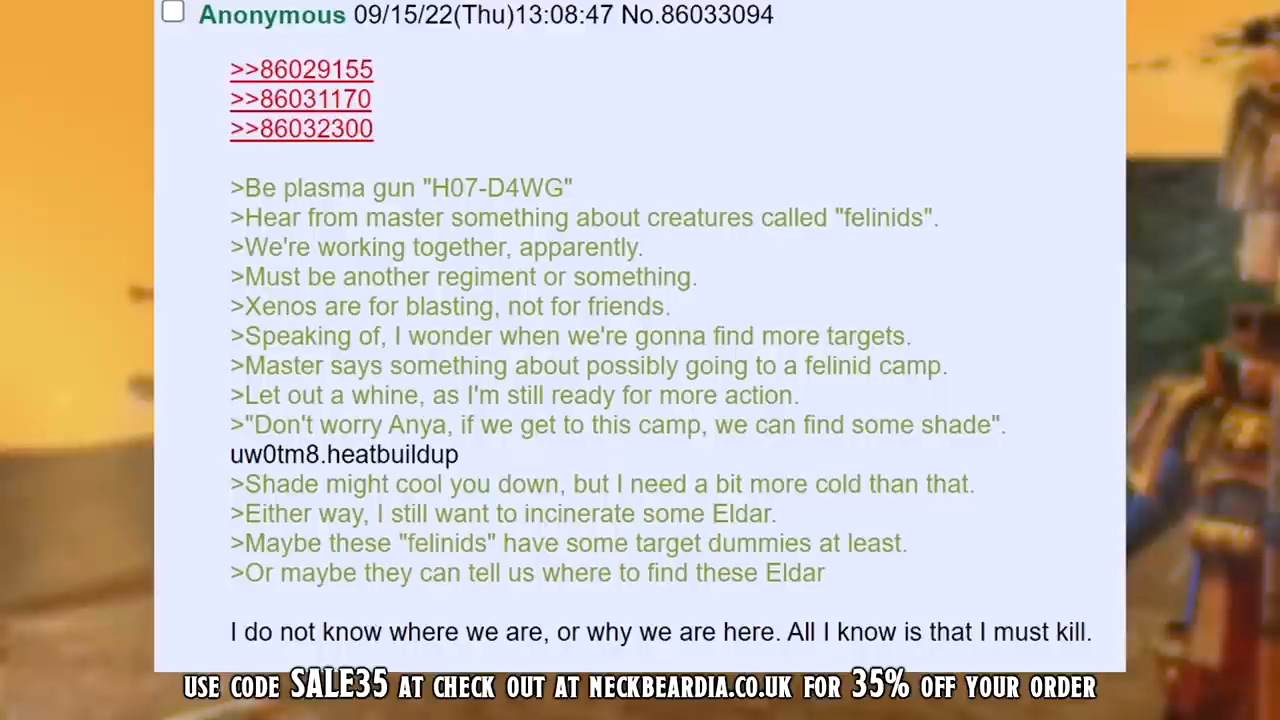 Anonymous 09/15/22(Thu)13:08:47 No.86033094
>>86029155
>>86031170
>>86032300
>Be plasma gun "H07-D4WG"
>Hear from master something about creatures called "felinids".
>We're working together, apparently.
>Must be another regiment or something.
>Xenos are for blasting, not for friends.
>Speaking of, I wonder when we're gonna find more targets.
>Master says something about possibly going to a felinid camp.
>Let out a whine, as I'm still ready for more action.
>"Don't worry Anya, if we get to this camp, we can find some shade".
uw0tm8.heatbuildup
>Shade might cool you down, but I need a bit more cold than that.
>Either way, I still want to incinerate some Eldar.
>Maybe these "felinids" have some target dummies at least.
>Or maybe they can tell us where to find these Eldar
I do not know where we are, or why we are here. All I know is that I must kill.
USE CODE SALE35 AT CHECK OUT AT NECKBEARDIA.CO.UK FOR 35% OFF YOUR ORDER